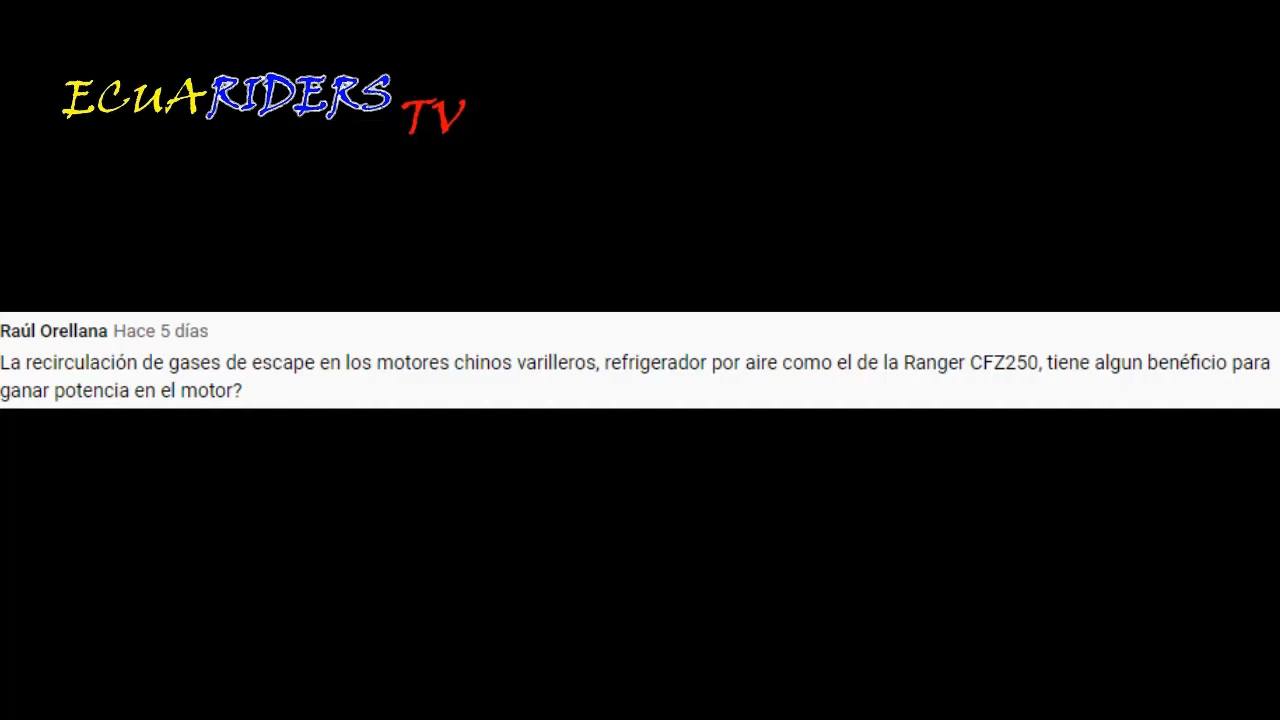 ECUARIDERS TV
Raúl Orellana Hace 5 días
La recirculación de gases de escape en los motores chinos varilleros, refrigerador por aire como el de la Ranger CFZ250, tiene algun benéficio para
ganar potencia en el motor?